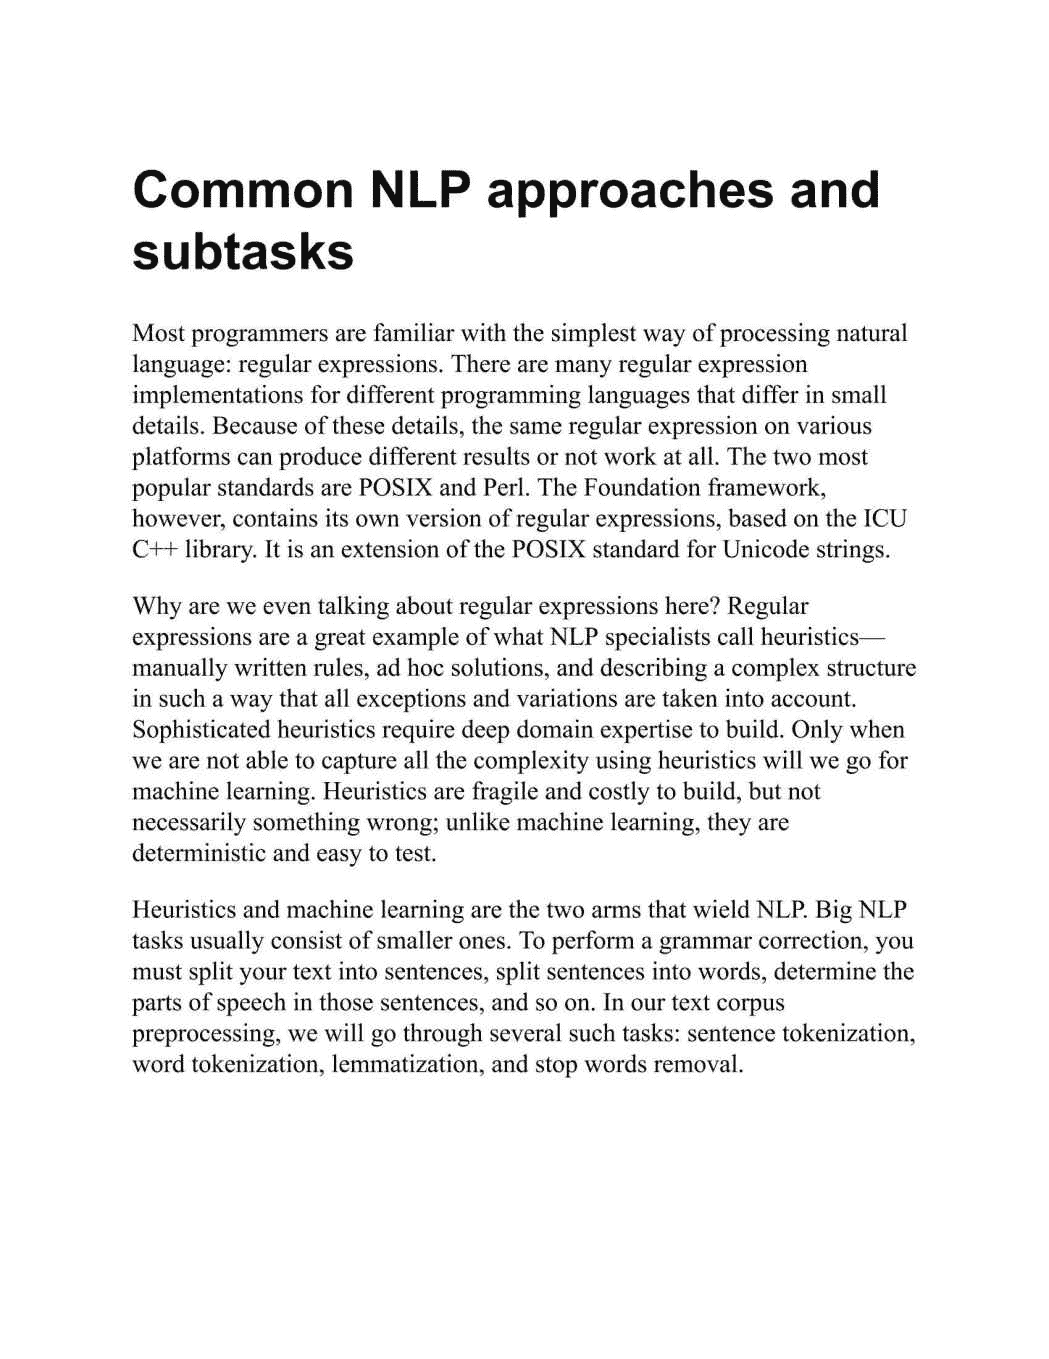 Common NLP approaches and
subtasks
Most programmers are familiar with the simplest way of processing natural
language: regular expressions. There are many regular expression
implementations for different programming languages that differ in small
details. Because of these details, the same regular expression on various
platforms can produce different results or not work at all. The two most
popular standards are POSIX and Perl. The Foundation framework,
however, contains its own version of regular expressions, based on the ICU
C++ library. It is an extension of the POSIX standard for Unicode strings.
Why are we even talking about regular expressions here? Regular
expressions are a great example of what NLP specialists call heuristics—
manually written rules, ad hoc solutions, and describing a complex structure
in such a way that all exceptions and variations are taken into account.
Sophisticated heuristics require deep domain expertise to build. Only when
we are not able to capture all the complexity using heuristics will we go for
machine learning. Heuristics are fragile and costly to build, but not
necessarily something wrong; unlike machine learning, they are
deterministic and easy to test.
Heuristics and machine learning are the two arms that wield NLP. Big NLP
tasks usually consist of smaller ones. To perform a grammar correction, you
must split your text into sentences, split sentences into words, determine the
parts of speech in those sentences, and so on. In our text corpus
preprocessing, we will go through several such tasks: sentence tokenization,
word tokenization, lemmatization, and stop words removal.